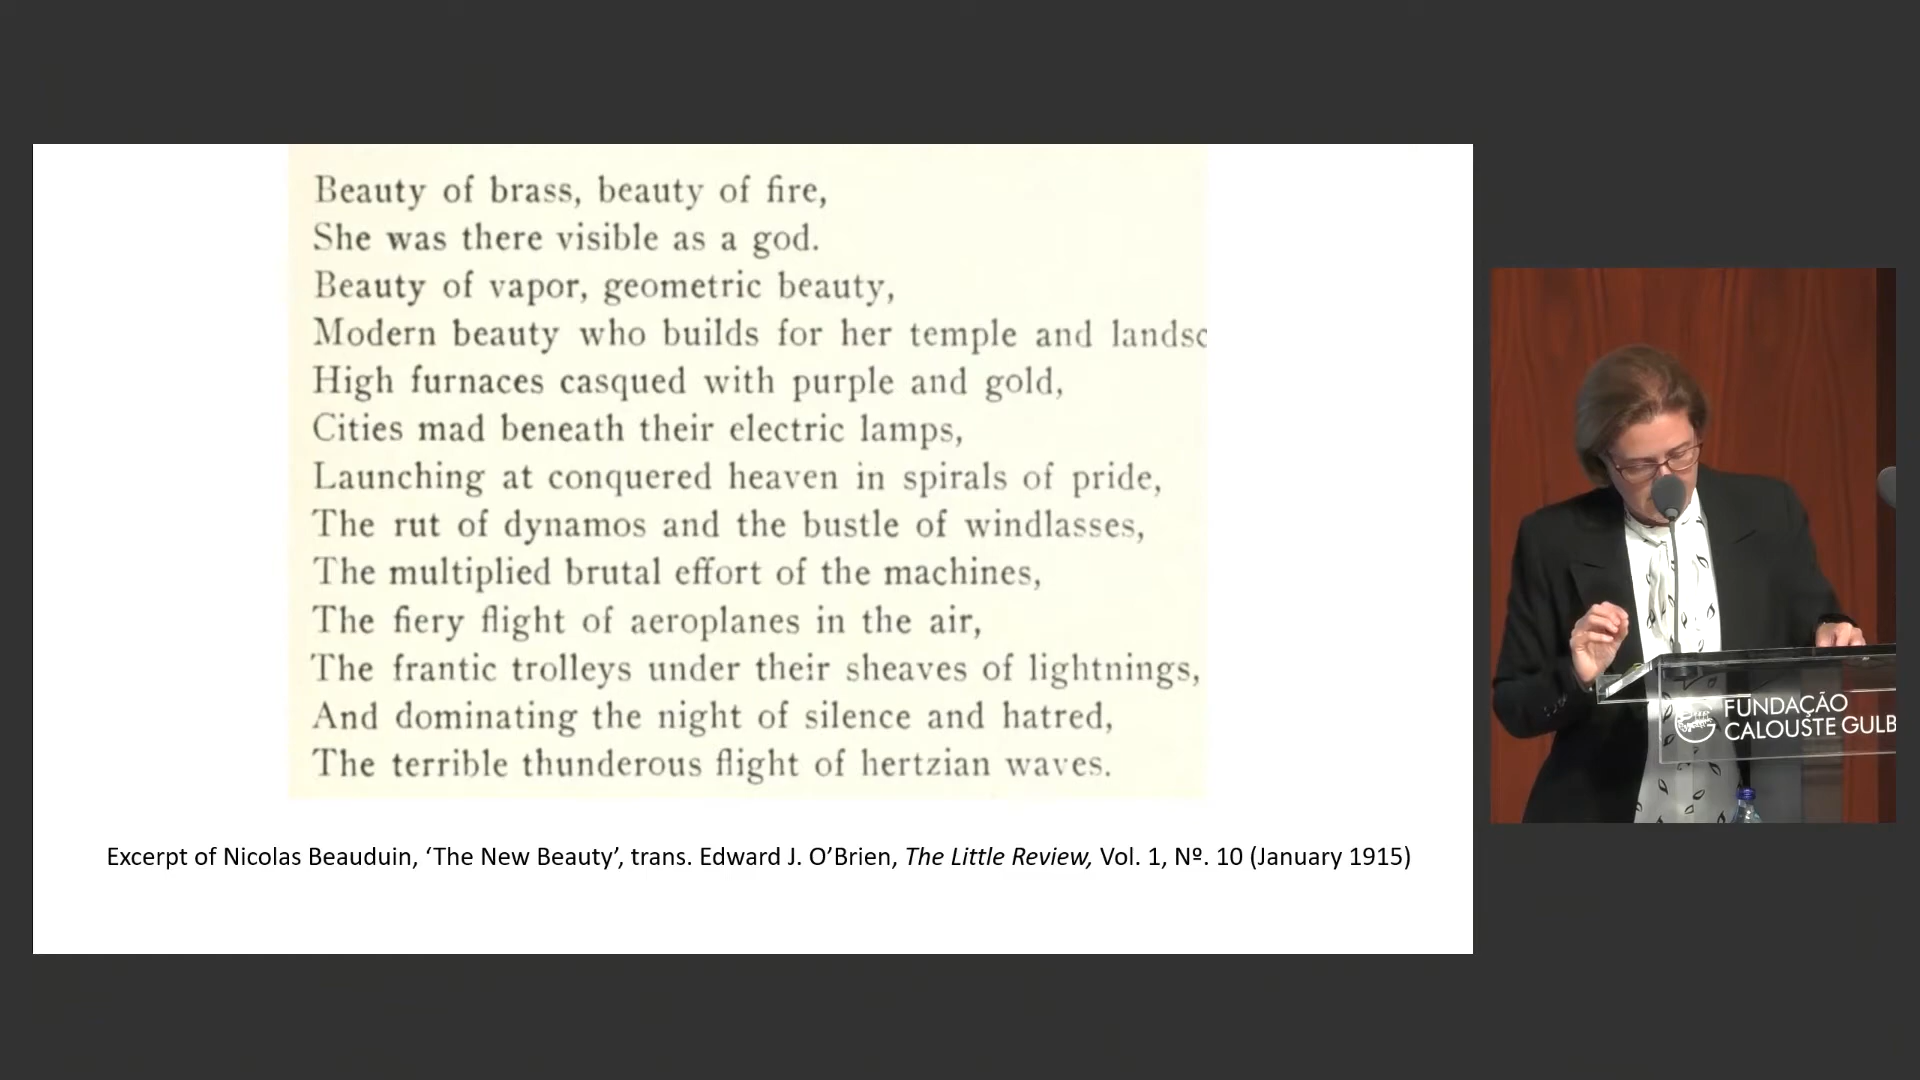 Beauty of brass, beauty of fire,
She was there visible as a god.
Beauty of vapor, geometric beauty,
Modern beauty who builds for her temple and landsc
High furnaces casqued with purple and gold,
Cities mad beneath their electric lamps,
Launching at conquered heaven in spirals of pride,
The rut of dynamos and the bustle of windlasses,
The multiplied brutal effort of the machines,
The fiery flight of aeroplanes in the air,
The frantic trolleys under their sheaves of lightnings,
And dominating the night of silence and hatred,
The terrible thunderous flight of hertzian waves.
Excerpt of Nicolas Beauduin, ‘The New Beauty’, trans. Edward J. O’Brien, The Little Review, Vol. 1, Nº. 10 (January 1915)
FUNDAÇÃO
CALOUSTE GULB